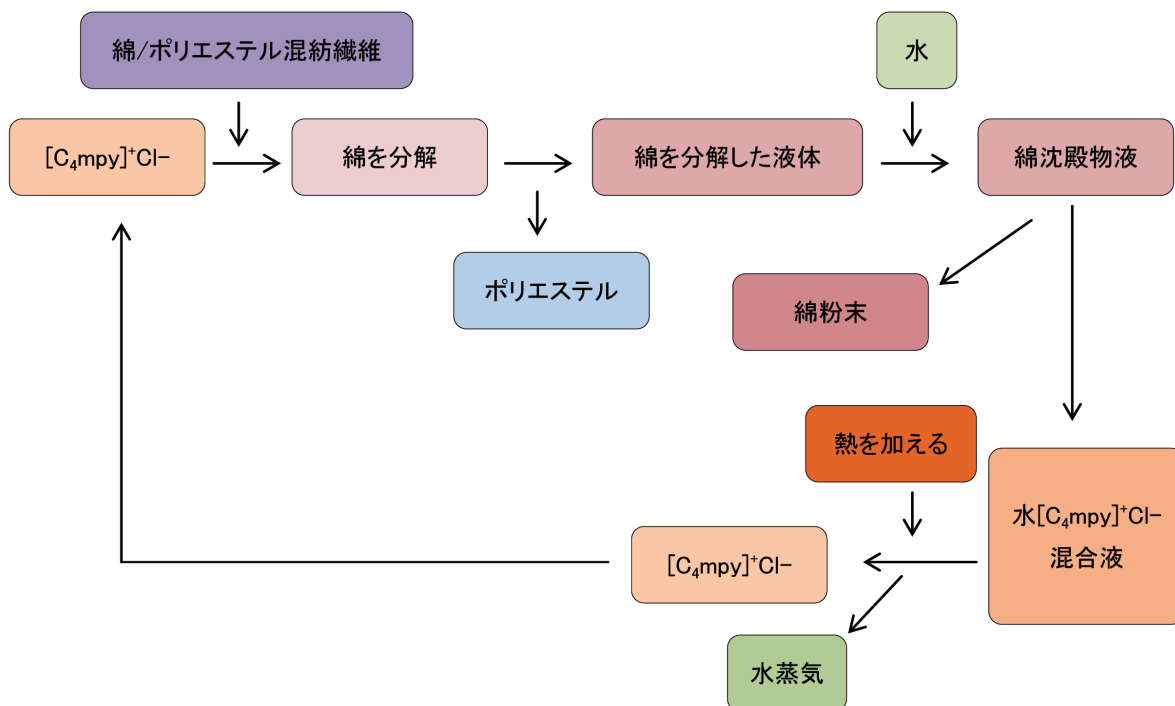 綿/ポリエステル混紡繊維
水
[C₄mpy]⁺Cl−
綿を分解
綿を分解した液体
綿沈殿物液
ポリエステル
綿粉末
熱を加える
水[C₄mpy]⁺Cl−
混合液
[C₄mpy]⁺Cl−
水蒸気